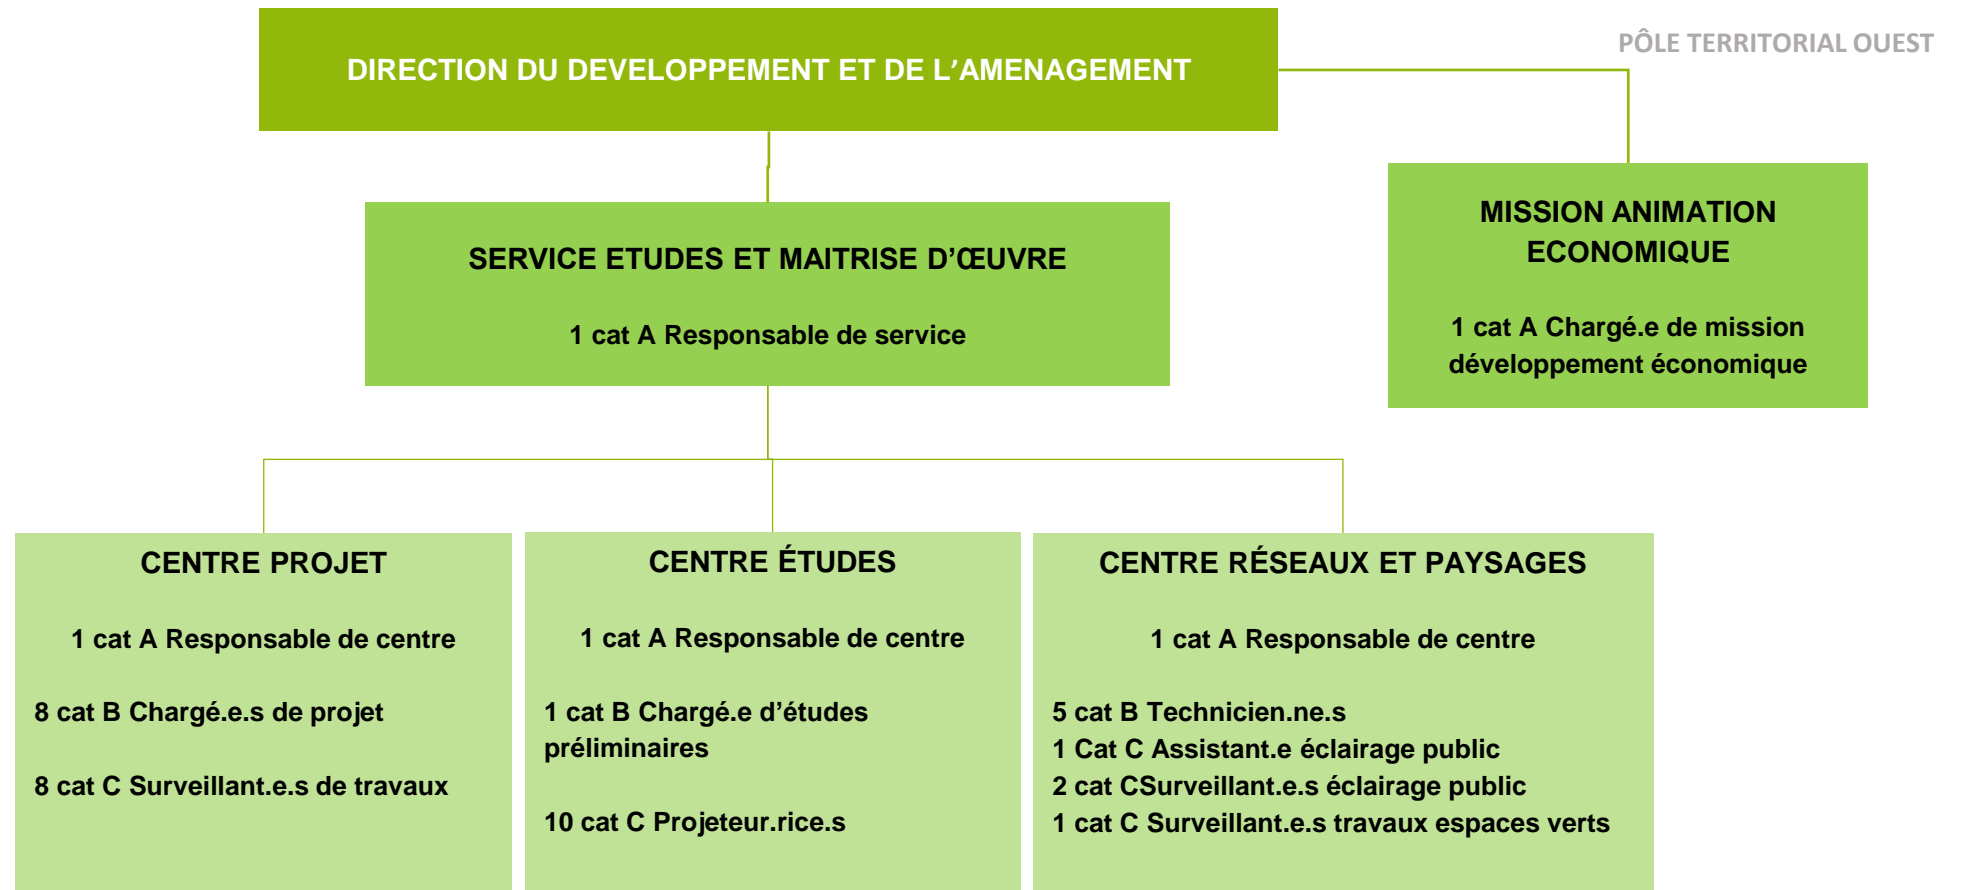 PÔLE TERRITORIAL OUEST
DIRECTION DU DEVELOPPEMENT ET DE L’AMENAGEMENT
SERVICE ETUDES ET MAITRISE D’ŒUVRE
1 cat A Responsable de service
MISSION ANIMATION
ECONOMIQUE
1 cat A Chargé.e de mission
développement économique
CENTRE PROJET
1 cat A Responsable de centre
8 cat B Chargé.e.s de projet
8 cat C Surveillant.e.s de travaux
CENTRE ÉTUDES
1 cat A Responsable de centre
1 cat B Chargé.e d’études
préliminaires
10 cat C Projeteur.rice.s
CENTRE RÉSEAUX ET PAYSAGES
1 cat A Responsable de centre
5 cat B Technicien.ne.s
1 Cat C Assistant.e éclairage public
2 cat CSurveillant.e.s éclairage public
1 cat C Surveillant.e.s travaux espaces verts